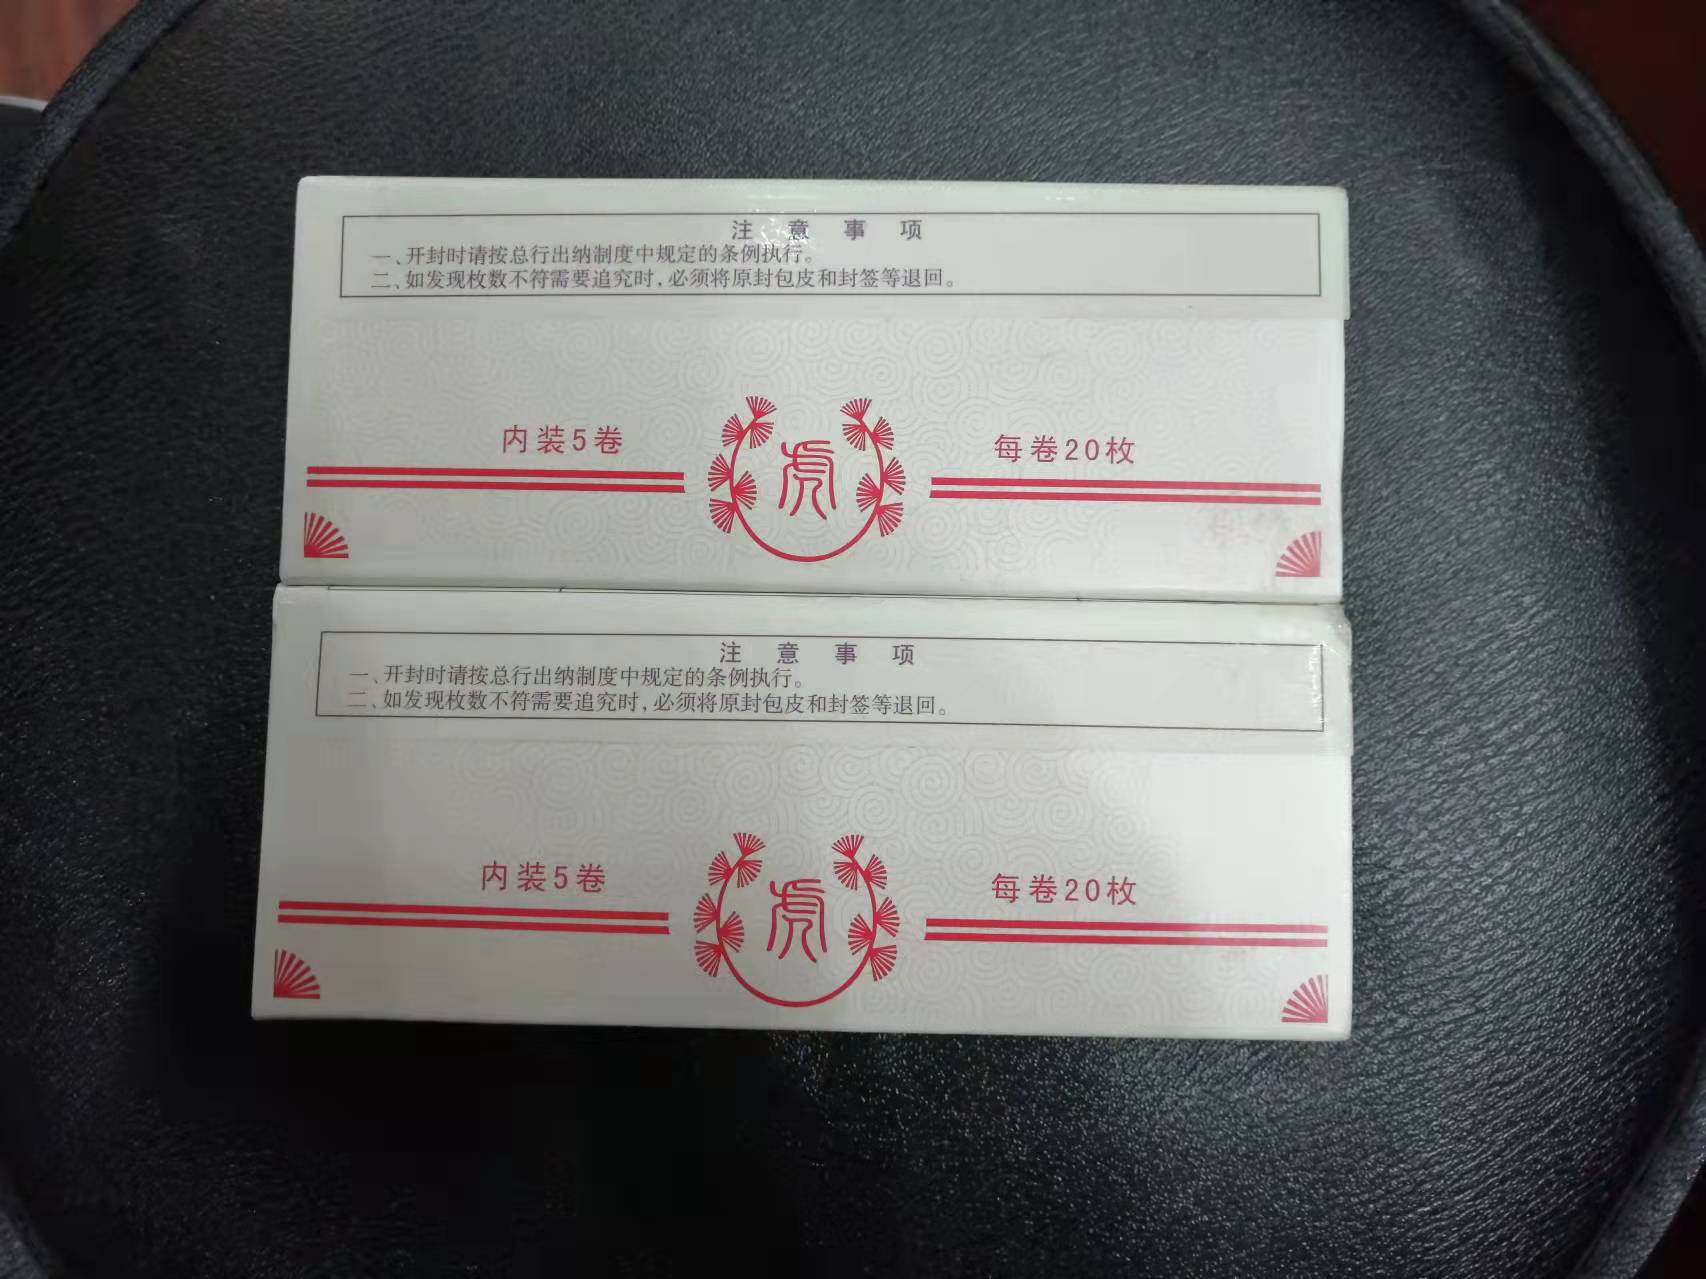 注意事项
一、开封时请按总行出纳制度中规定的条例执行。
二、如发现枚数不符需要追究时,必须将原封包皮和封签等退回。
内装5卷
虎
每卷20枚
注意事项
一、开封时请按总行出纳制度中规定的条例执行。
二、如发现枚数不符需要追究时,必须将原封包皮和封签等退回。
内装5卷
虎
每卷20枚